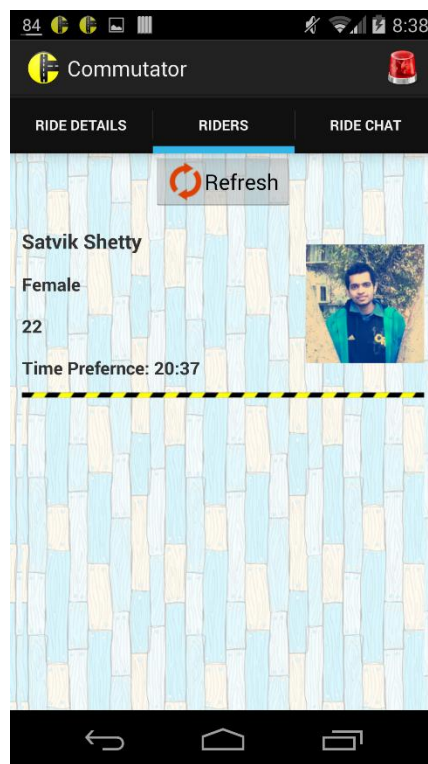 84 8:38
Commutator
RIDE DETAILS RIDERS RIDE CHAT
Refresh
Satvik Shetty
Female
22
Time Prefernce: 20:37